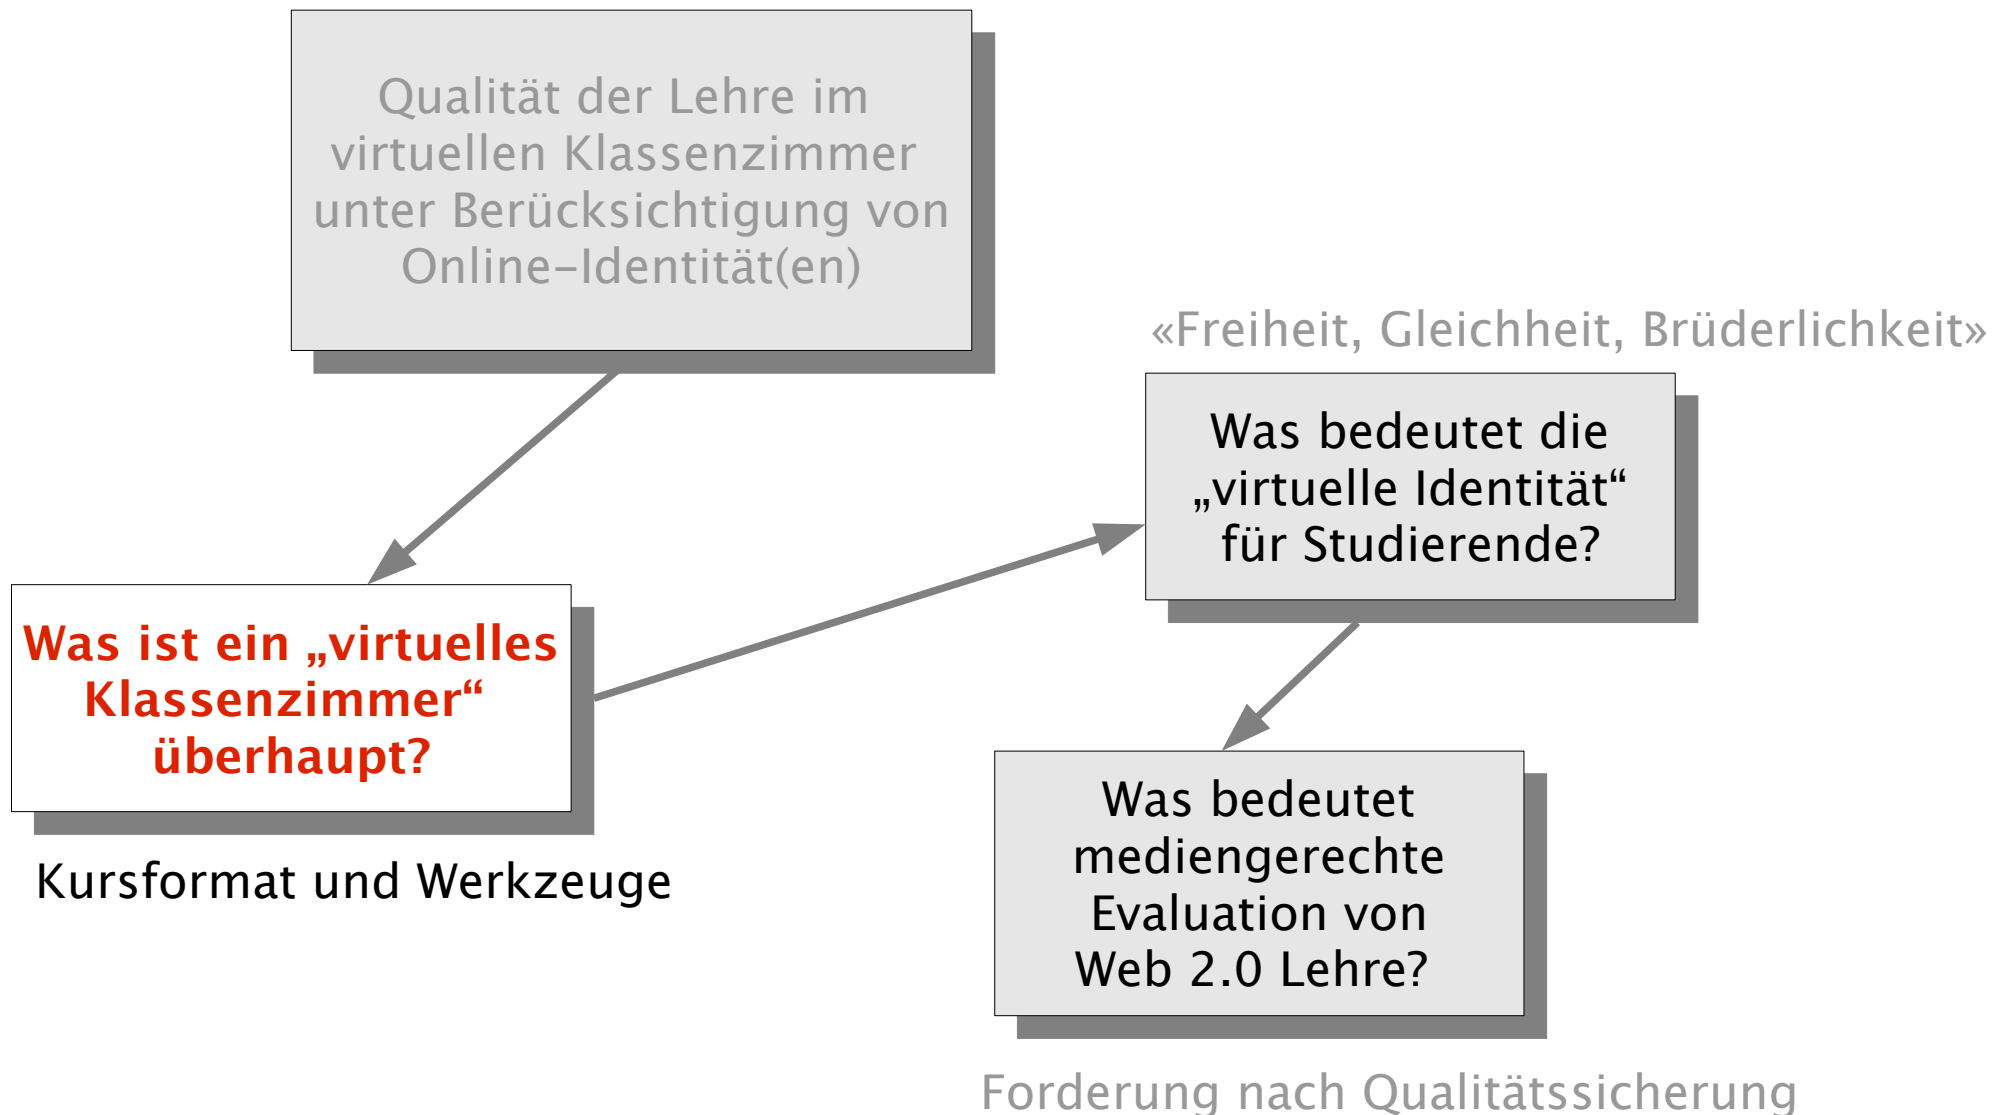 Qualität der Lehre im
virtuellen Klassenzimmer
unter Berücksichtigung von
Online-Identität(en)
«Freiheit, Gleichheit, Brüderlichkeit»
Was bedeutet die
„virtuelle Identität“
für Studierende?
Was ist ein „virtuelles
Klassenzimmer“
überhaupt?
Kursformat und Werkzeuge
Was bedeutet
mediengerechte
Evaluation von
Web 2.0 Lehre?
Forderung nach Qualitätssicherung